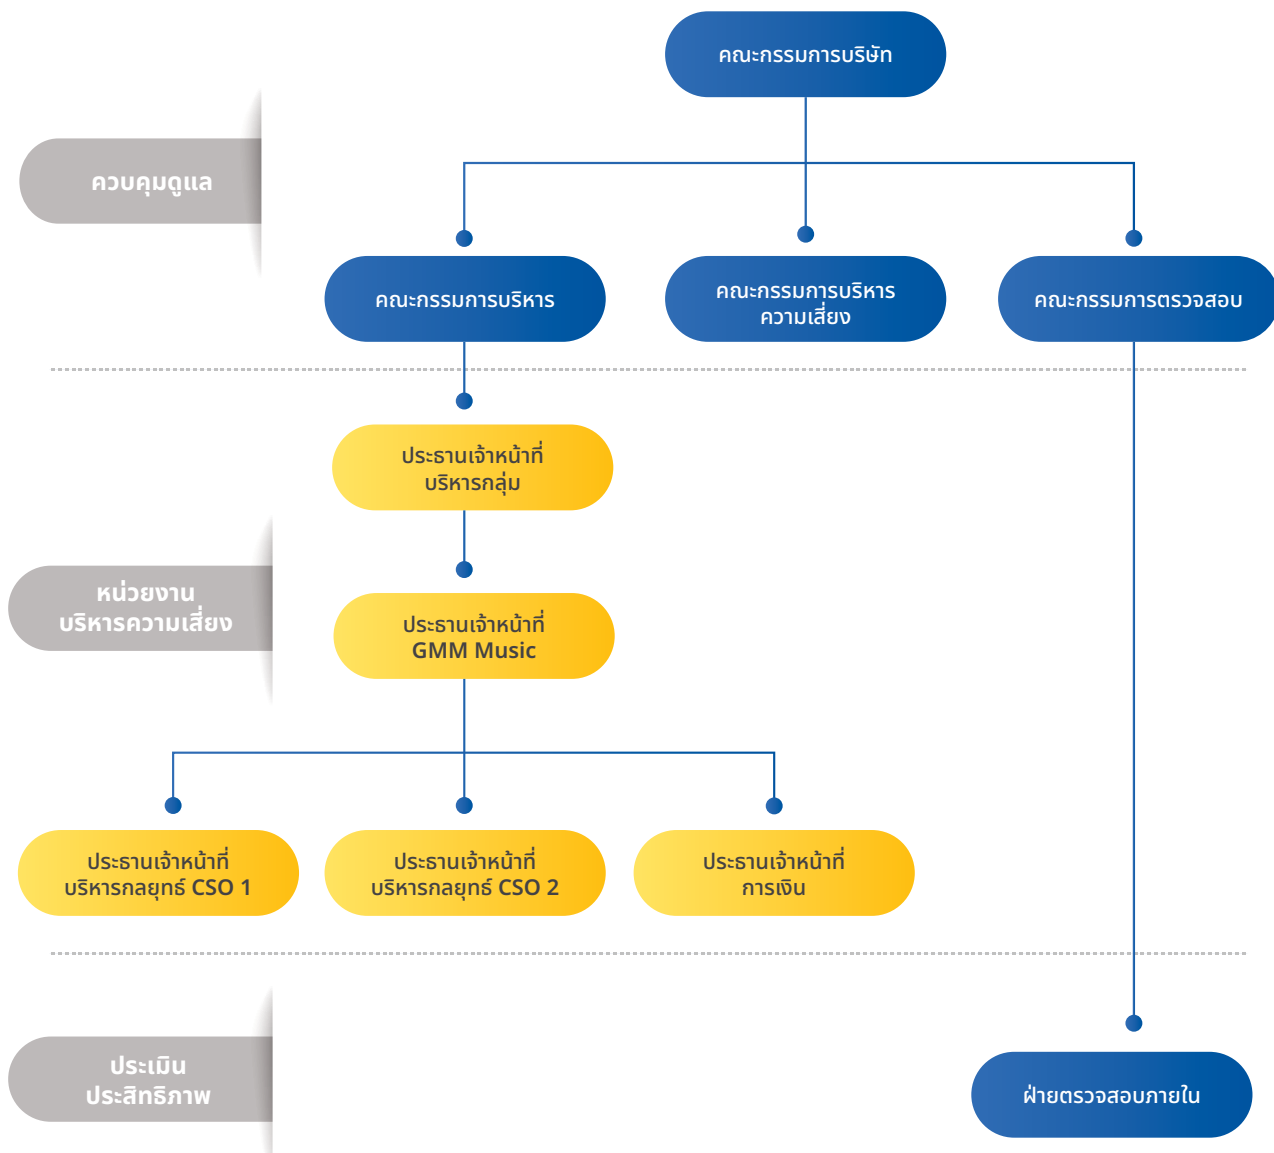 คณะกรรมการบริษัท
ควบคุมดูแล
คณะกรรมการบริหาร
คณะกรรมการบริหาร
ความเสี่ยง
คณะกรรมการตรวจสอบ
ประธานเจ้าหน้าที่
บริหารกลุ่ม
หน่วยงาน
บริหารความเสี่ยง
ประธานเจ้าหน้าที่
GMM Music
ประธานเจ้าหน้าที่
บริหารกลยุทธ์ CSO 1
ประธานเจ้าหน้าที่
บริหารกลยุทธ์ CSO 2
ประธานเจ้าหน้าที่
การเงิน
ประเมิน
ประสิทธิภาพ
ฝ่ายตรวจสอบภายใน